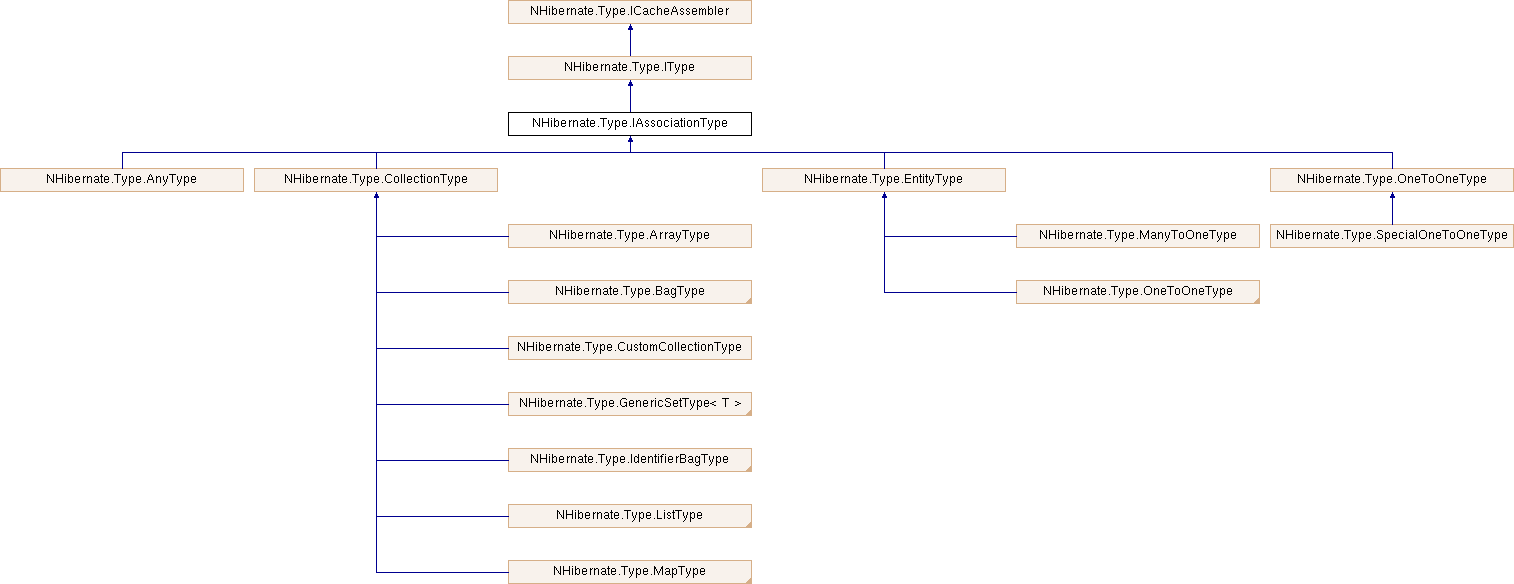 NHibernate.Type.ICacheAssembler
NHibernate.Type.IType
NHibernate.Type.IAssociationType
NHibernate.Type.AnyType
NHibernate.Type.CollectionType
NHibernate.Type.EntityType
NHibernate.Type.OneToOneType
NHibernate.Type.ArrayType
NHibernate.Type.ManyToOneType
NHibernate.Type.SpecialOneToOneType
NHibernate.Type.BagType
NHibernate.Type.OneToOneType
NHibernate.Type.CustomCollectionType
NHibernate.Type.GenericSetType< T >
NHibernate.Type.IdentifierBagType
NHibernate.Type.ListType
NHibernate.Type.MapType